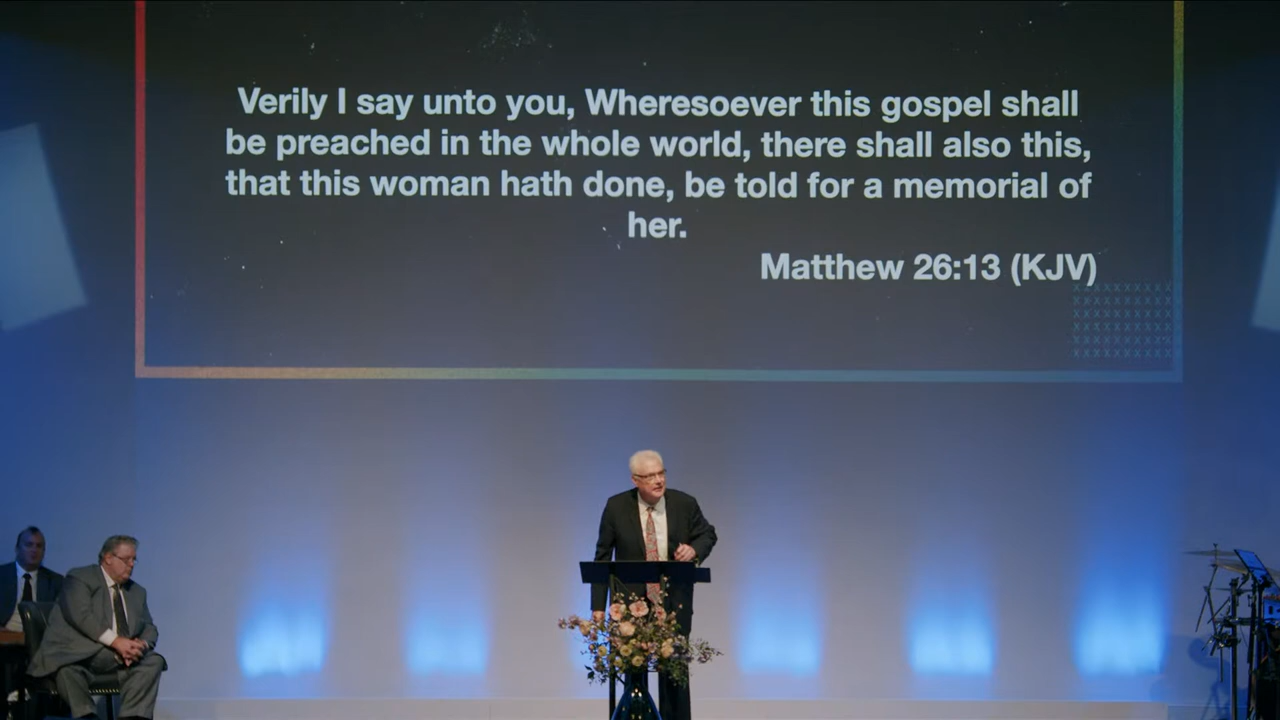 Verily I say unto you, Wheresoever this gospel shall
be preached in the whole world, there shall also this,
that this woman hath done, be told for a memorial of
her.
Matthew 26:13 (KJV)